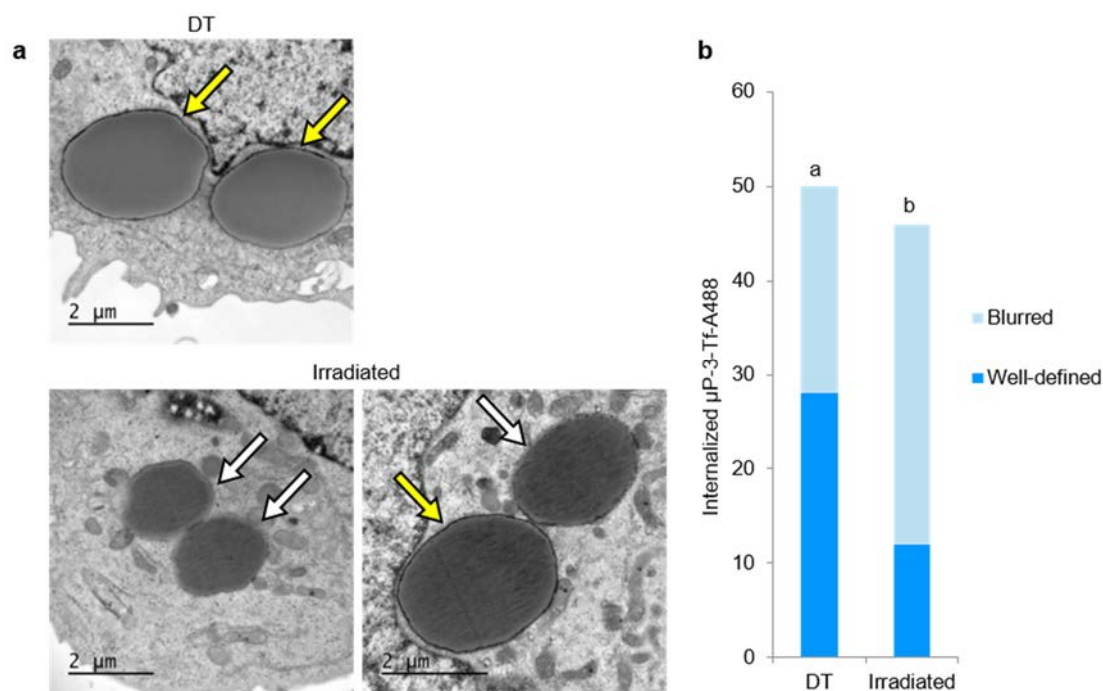 a
DT
2 μm
Irradiated
2 μm
2 μm
b
60
50
40
30
20
10
0
Internalized μP-3-Tf-A488
a
b
Blurred
Well-defined
DT
Irradiated